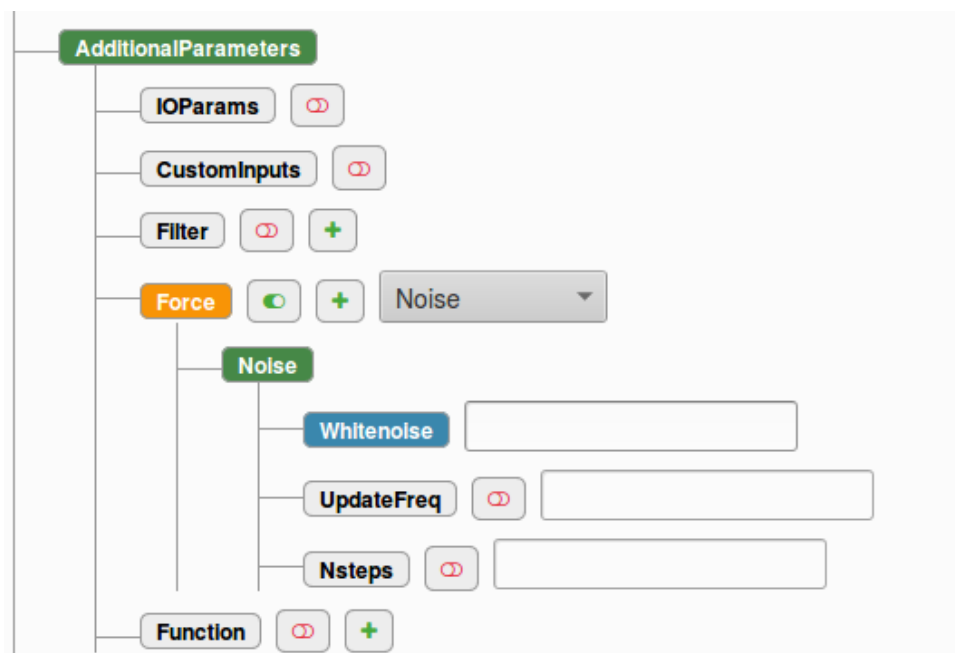 AdditionalParameters
IOParams
CustomInputs
Filter
Force Noise
Noise
Whitenoise
UpdateFreq
Nsteps
Function